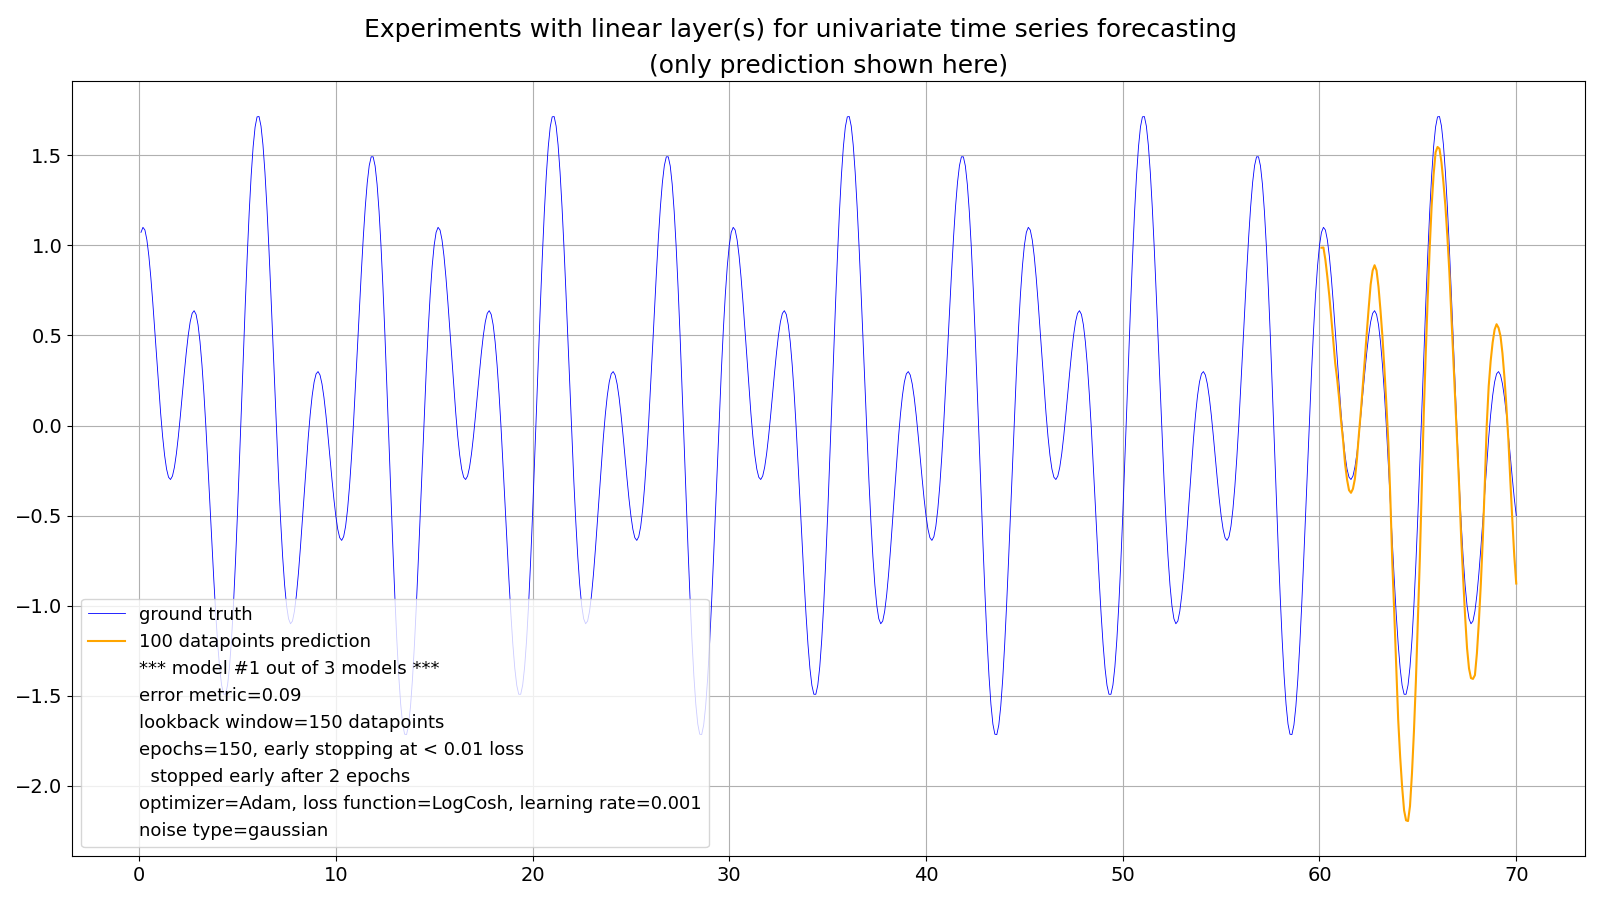 Experiments with linear layer(s) for univariate time series forecasting
(only prediction shown here)
1.5
1.0
0.5
0.0
−0.5
−1.0
−1.5
−2.0
ground truth
100 datapoints prediction
*** model #1 out of 3 models ***
error metric=0.09
lookback window=150 datapoints
epochs=150, early stopping at < 0.01 loss
stopped early after 2 epochs
optimizer=Adam, loss function=LogCosh, learning rate=0.001
noise type=gaussian
0 10 20 30 40 50 60 70